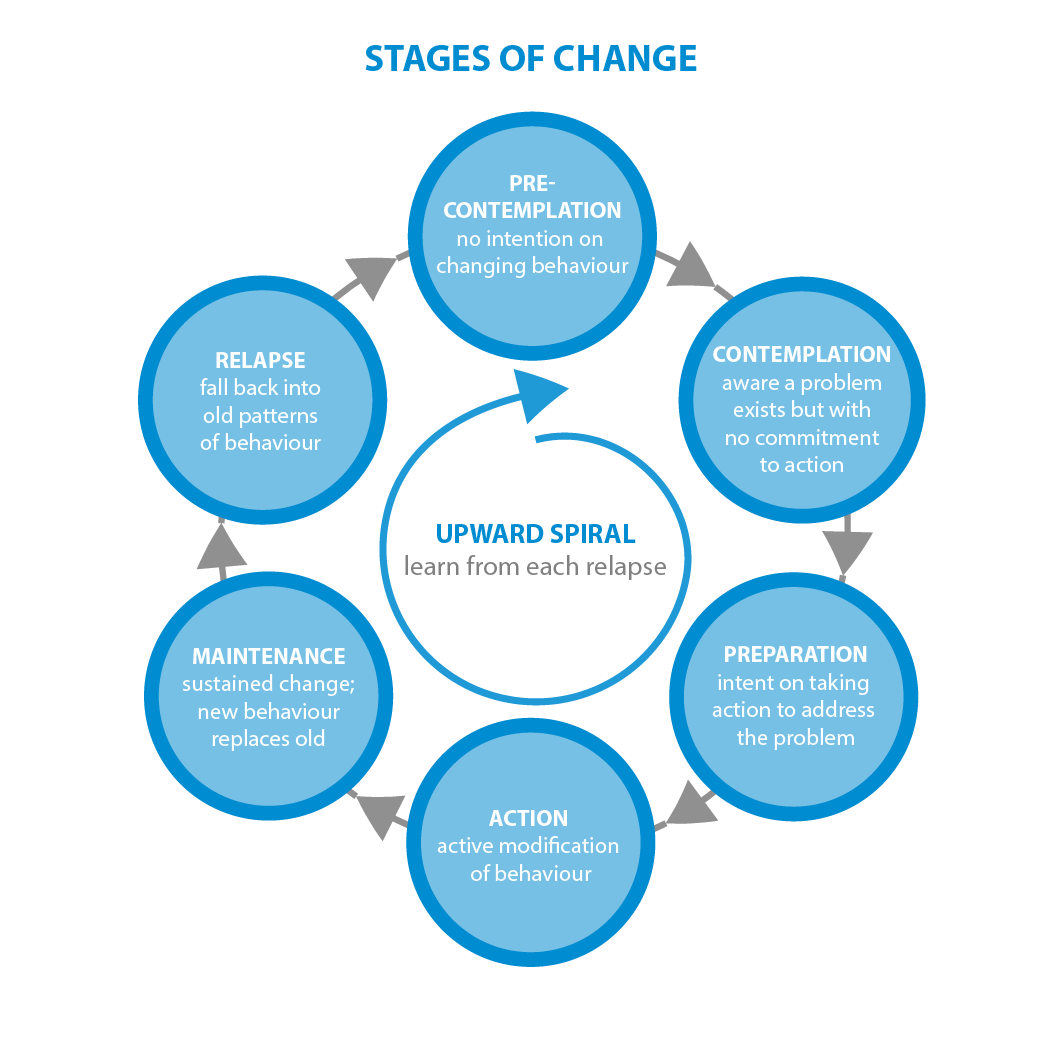 STAGES OF CHANGE
PRE-
CONTEMPLATION
no intention on
changing behaviour
CONTEMPLATION
aware a problem
exists but with
no commitment
to action
PREPARATION
intent on taking
action to address
the problem
ACTION
active modification
of behaviour
MAINTENANCE
sustained change;
new behaviour
replaces old
RELAPSE
fall back into
old patterns
of behaviour
UPWARD SPIRAL
learn from each relapse